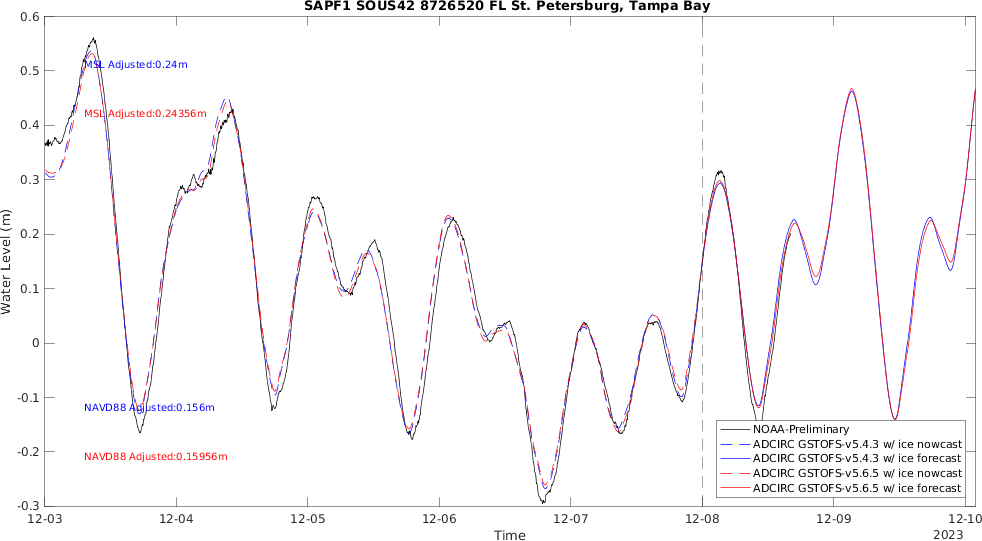 SAPF1 SOUS42 8726520 FL St. Petersburg, Tampa Bay
0.6
0.5
0.4
0.3
0.2
0.1
0
-0.1
-0.2
-0.3
Water Level (m)
MSL Adjusted:0.24m
MSL Adjusted:0.24356m
NAVD88 Adjusted:0.156m
NAVD88 Adjusted:0.15956m
NOAA-Preliminary
ADCIRC GSTOFS-v5.4.3 w/ ice nowcast
ADCIRC GSTOFS-v5.4.3 w/ ice forecast
ADCIRC GSTOFS-v5.6.5 w/ ice nowcast
ADCIRC GSTOFS-v5.6.5 w/ ice forecast
12-03 12-04 12-05 12-06 12-07 12-08 12-09 12-10
Time
2023